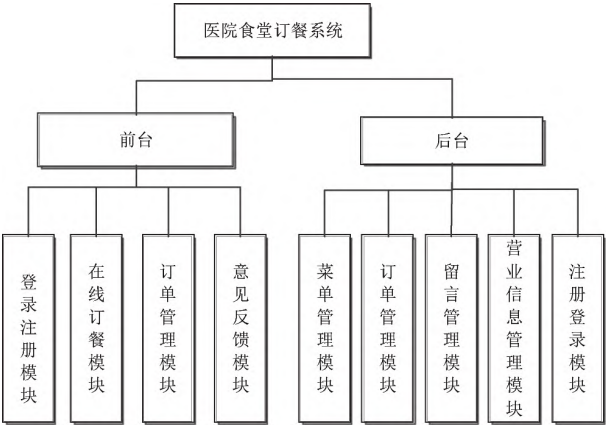 医院食堂订餐系统
前台
后台
登录注册模块
在线订餐模块
订单管理模块
意见反馈模块
菜单管理模块
订单管理模块
留言管理模块
营业信息管理模块
注册登录模块